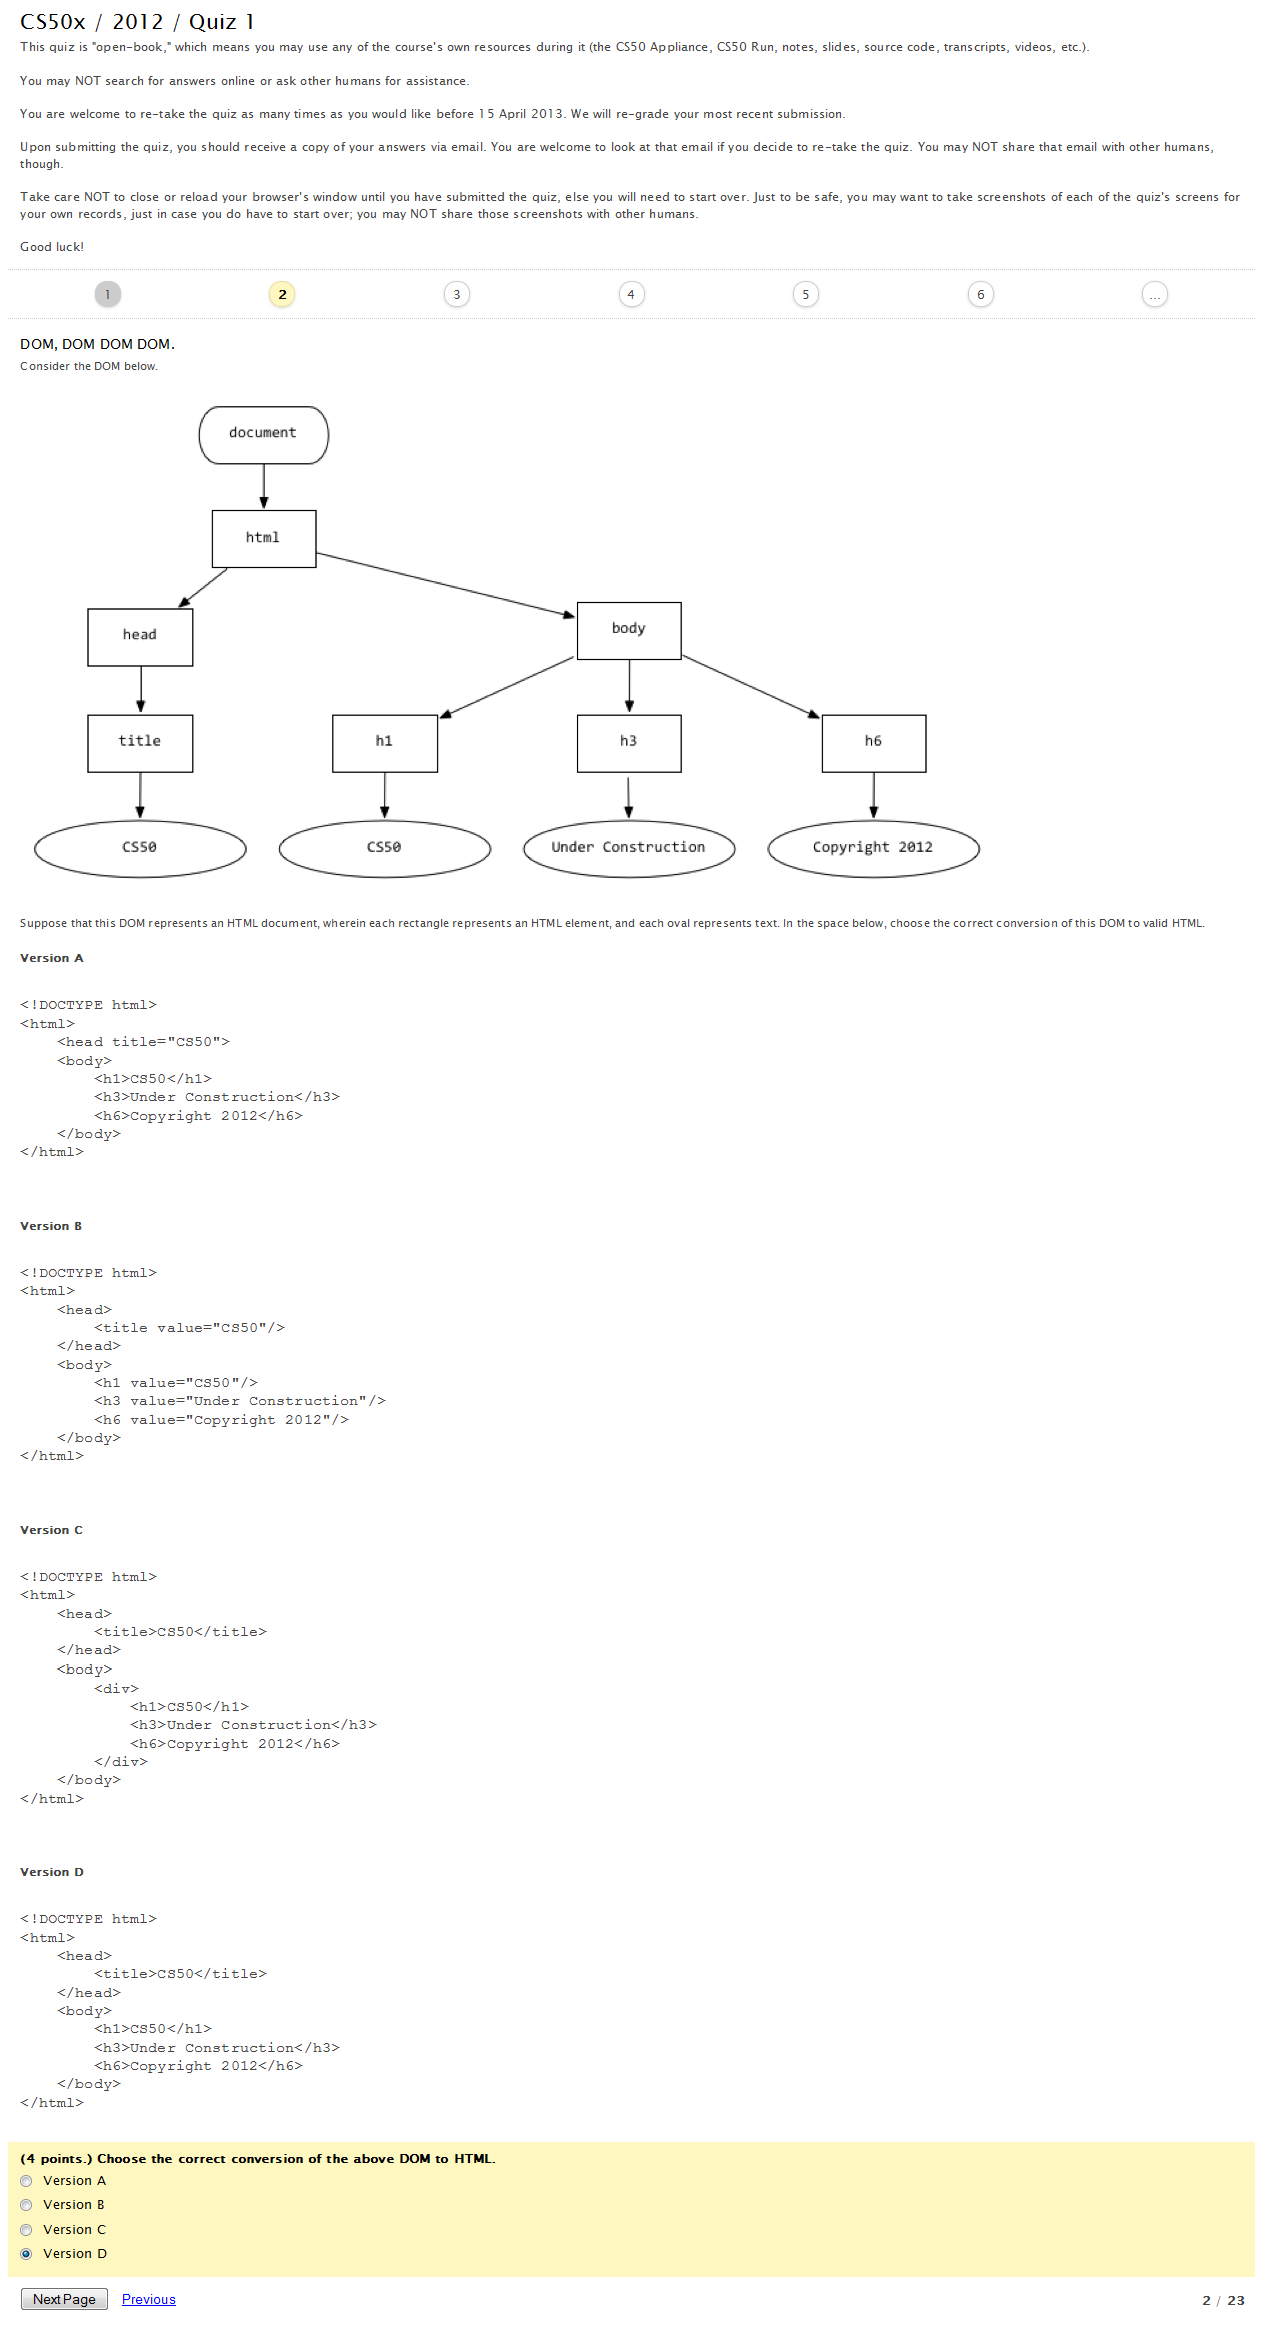 CS50x / 2012 / Quiz 1
This quiz is "open-book," which means you may use any of the course's own resources during it (the CS50 Appliance, CS50 Run, notes, slides, source code, transcripts, videos, etc.).
You may NOT search for answers online or ask other humans for assistance.
You are welcome to re-take the quiz as many times as you would like before 15 April 2013. We will re-grade your most recent submission.
Upon submitting the quiz, you should receive a copy of your answers via email. You are welcome to look at that email if you decide to re-take the quiz. You may NOT share that email with other humans,
though.
Take care NOT to close or reload your browser's window until you have submitted the quiz, else you will need to start over. Just to be safe, you may want to take screenshots of each of the quiz's screens for
your own records, just in case you do have to start over; you may NOT share those screenshots with other humans.
Good luck!
1 2 3 4 5 6 ...
DOM, DOM DOM DOM.
Consider the DOM below.
document
html
head
body
title
h1
h3
h6
CS50
CS50
Under Construction
Copyright 2012
Suppose that this DOM represents an HTML document, wherein each rectangle represents an HTML element, and each oval represents text. In the space below, choose the correct conversion of this DOM to valid HTML.
Version A
<!DOCTYPE html>
<html>
    <head title="CS50">
    <body>
        <h1>CS50</h1>
        <h3>Under Construction</h3>
        <h6>Copyright 2012</h6>
    </body>
</html>
Version B
<!DOCTYPE html>
<html>
    <head>
        <title value="CS50"/>
    </head>
    <body>
        <h1 value="CS50"/>
        <h3 value="Under Construction"/>
        <h6 value="Copyright 2012"/>
    </body>
</html>
Version C
<!DOCTYPE html>
<html>
    <head>
        <title>CS50</title>
    </head>
    <body>
        <div>
            <h1>CS50</h1>
            <h3>Under Construction</h3>
            <h6>Copyright 2012</h6>
        </div>
    </body>
</html>
Version D
<!DOCTYPE html>
<html>
    <head>
        <title>CS50</title>
    </head>
    <body>
        <h1>CS50</h1>
        <h3>Under Construction</h3>
        <h6>Copyright 2012</h6>
    </body>
</html>
(4 points.) Choose the correct conversion of the above DOM to HTML.
Version A
Version B
Version C
Version D
Next Page Previous 2 / 23